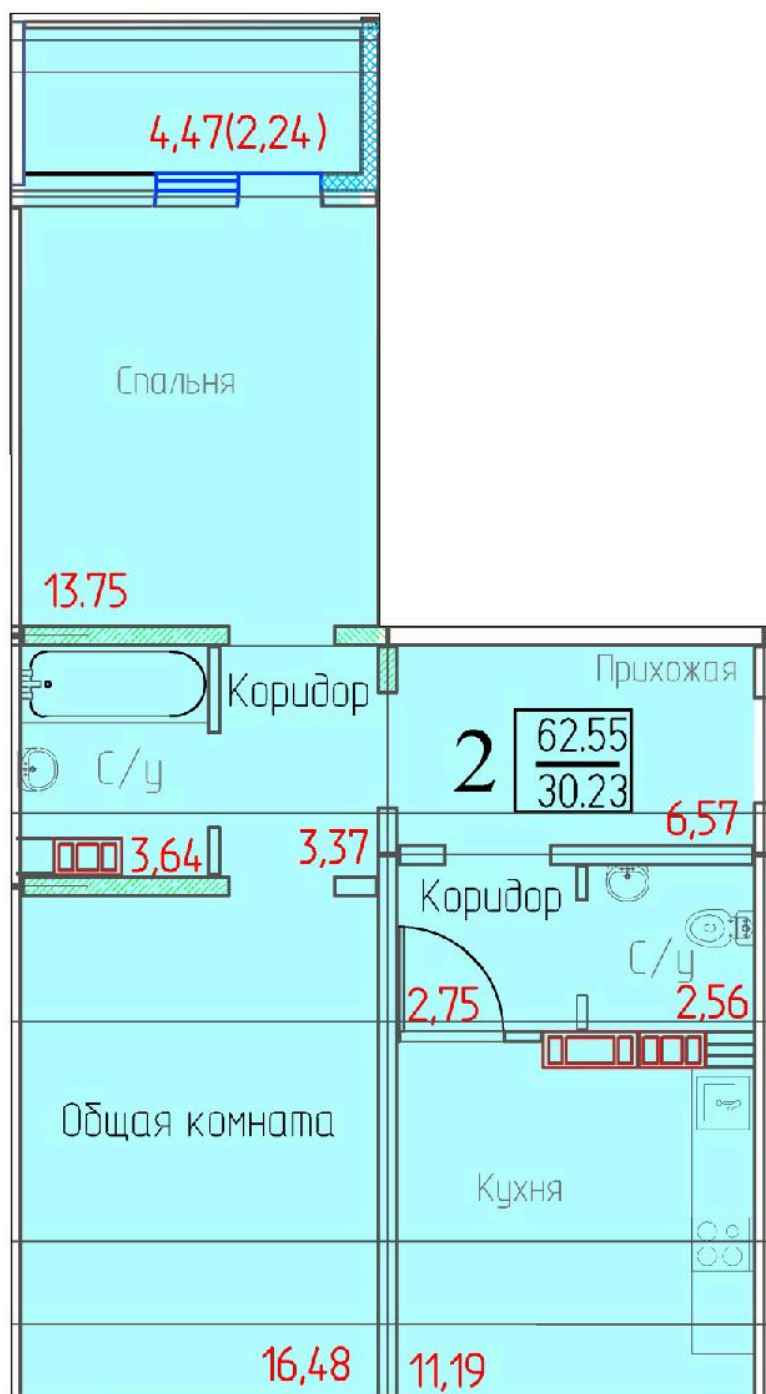 4,47(2,24)
Спальня
13.75
Коридор
Прихожая
2
62.55
30.23
С/у
3,64
3,37
6,57
Коридор
С/у
2,75
2,56
Общая комната
Кухня
16,48
11,19